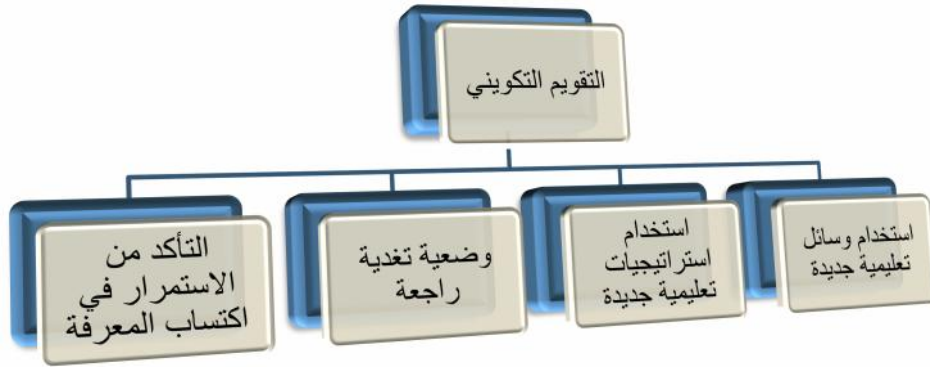 التقويم التكويني
استخدام وسائل
تعليمية جديدة
استخدام
استراتيجيات
تعليمية جديدة
وضعية تغدية
راجعة
التأكد من
الاستمرار في
اكتساب المعرفة